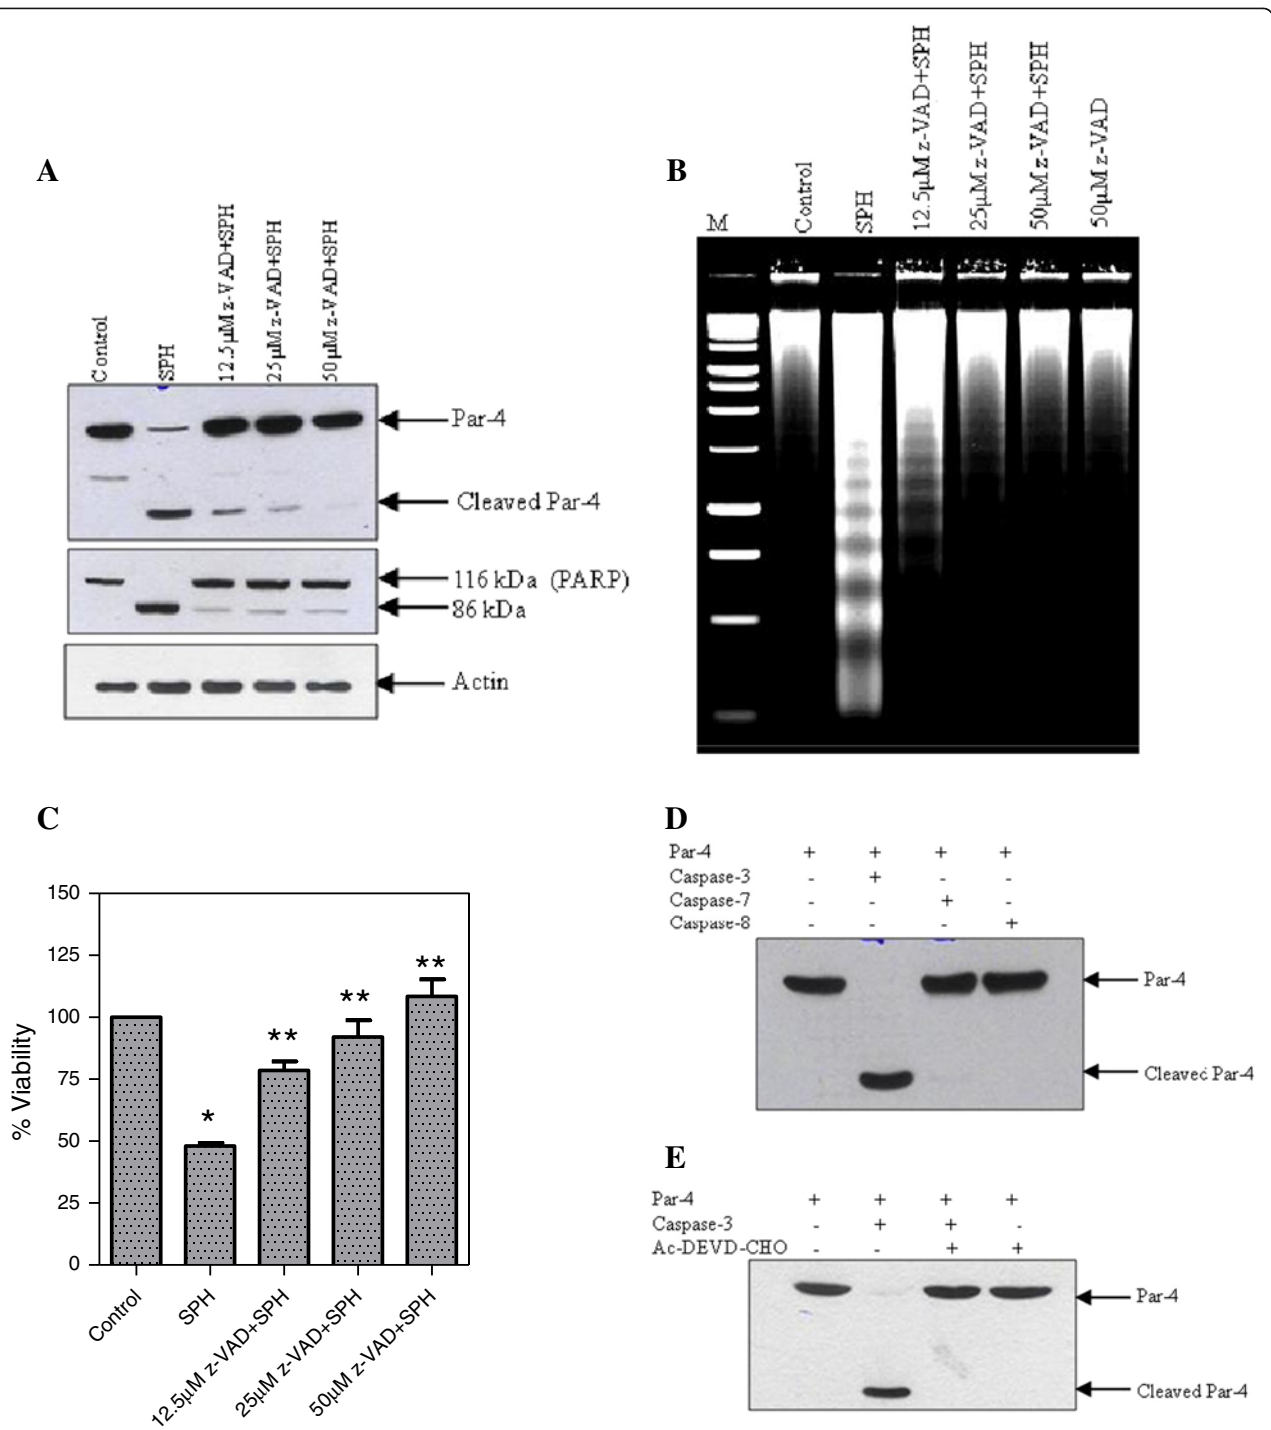 A
Control
SPH
12.5µM z-VAD+SPH
25µM z-VAD+SPH
50µM z-VAD+SPH
Par-4
Cleaved Par-4
116 kDa (PARP)
86 kDa
Actin
B
M
Control
SPH
12.5µM z-VAD+SPH
25µM z-VAD+SPH
50µM z-VAD+SPH
50µM z-VAD
C
% Viability
150
125
100
75
50
25
0
*
**
**
**
Control
SPH
12.5µM z-VAD+SPH
25µM z-VAD+SPH
50µM z-VAD+SPH
D
Par-4 + + + +
Caspase-3 - + - -
Caspase-7 - - + -
Caspase-8 - - - +
Par-4
Cleaved Par-4
E
Par-4 + + + +
Caspase-3 - + + -
Ac-DEVD-CHO - - + +
Par-4
Cleaved Par-4